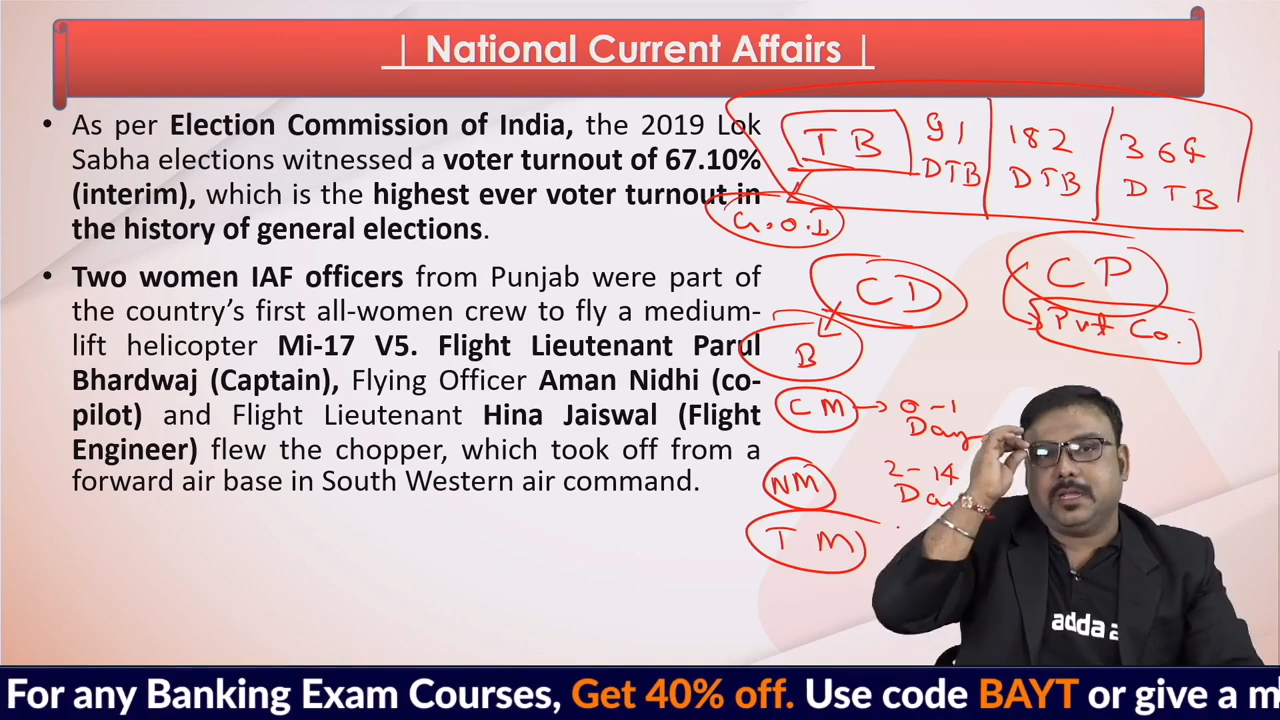 | National Current Affairs |
• As per Election Commission of India, the 2019 Lok
Sabha elections witnessed a voter turnout of 67.10%
(interim), which is the highest ever voter turnout in
the history of general elections.
• Two women IAF officers from Punjab were part of
the country's first all-women crew to fly a medium-
lift helicopter Mi-17 V5. Flight Lieutenant Parul
Bhardwaj (Captain), Flying Officer Aman Nidhi (co-
pilot) and Flight Lieutenant Hina Jaiswal (Flight
Engineer) flew the chopper, which took off from a
forward air base in South Western air command.
TB
91
DTB
182
DTB
364
DTB
G.O.I
CD
CP
B
Pvt Co.
CM → 0-1
Day
NM
2-14
TM
adda
For any Banking Exam Courses, Get 40% off. Use code BAYT or give a